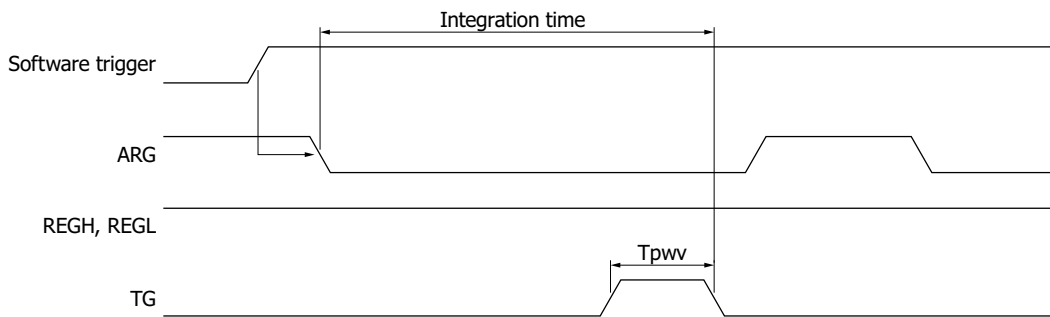 Integration time
Software trigger
ARG
REGH, REGL
Tpwv
TG